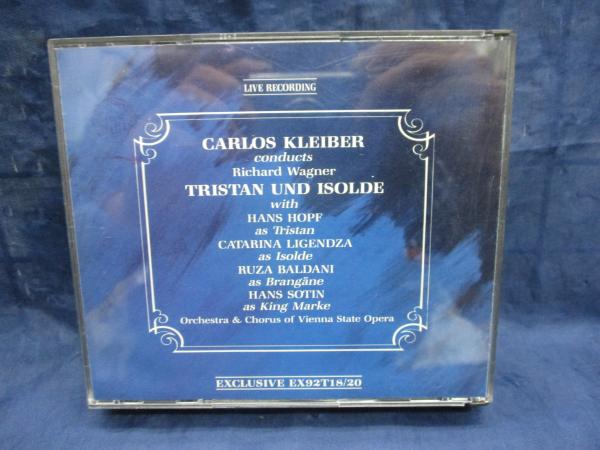 LIVE RECORDING
CARLOS KLEIBER
conducts
Richard Wagner
TRISTAN UND ISOLDE
with
HANS HOPF
as Tristan
CATARINA LIGENDZA
as Isolde
RUZA BALDANI
as Brangäne
HANS SOTIN
as King Marke
Orchestra & Chorus of Vienna State Opera
EXCLUSIVE EX92T18/20